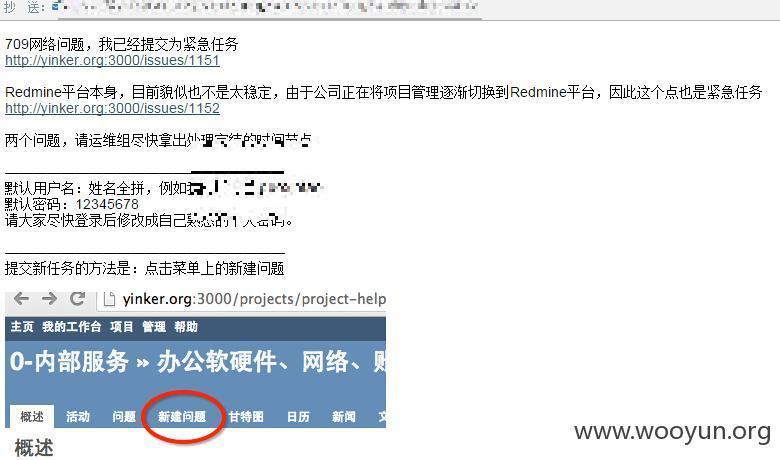 抄 送:
709网络问题，我已经提交为紧急任务
http://yinker.org:3000/issues/1151
Redmine平台本身，目前貌似也不是太稳定，由于公司正在将项目管理逐渐切换到Redmine平台，因此这个点也是紧急任务
http://yinker.org:3000/issues/1152
两个问题，请运维组尽快拿出处理完结的时间节点
默认用户名：姓名全拼，例如
默认密码：12345678
请大家尽快登录后修改成自己熟悉的个人密码。
提交新任务的方法是：点击菜单上的新建问题
yinker.org:3000/projects/project-help
主页 我的工作台 项目 管理 帮助
0-内部服务 » 办公软硬件、网络、账
概述 活动 问题 新建问题 甘特图 日历 新闻 文
概述
www.wooyun.org